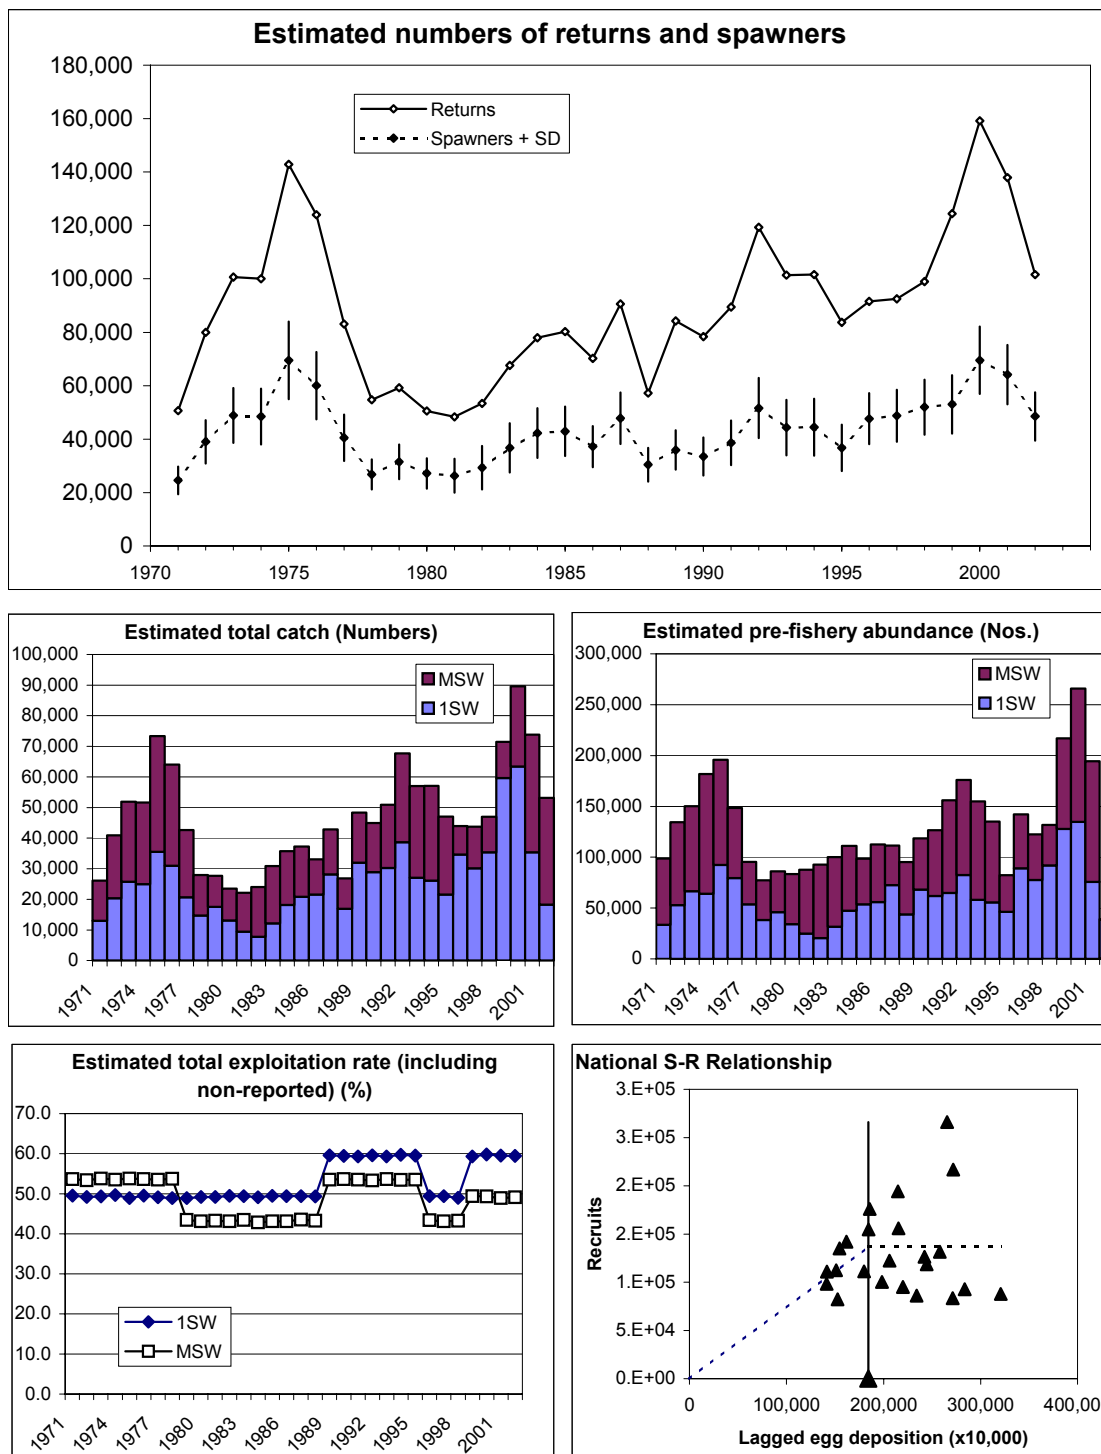 Estimated numbers of returns and spawners
180,000
160,000
140,000
120,000
100,000
80,000
60,000
40,000
20,000
0
Returns
Spawners + SD
1970 1975 1980 1985 1990 1995 2000
Estimated total catch (Numbers)
100,000
90,000
80,000
70,000
60,000
50,000
40,000
30,000
20,000
10,000
0
MSW
1SW
1971 1974 1977 1980 1983 1986 1989 1992 1995 1998 2001
Estimated pre-fishery abundance (Nos.)
300,000
250,000
200,000
150,000
100,000
50,000
0
MSW
1SW
1971 1974 1977 1980 1983 1986 1989 1992 1995 1998 2001
Estimated total exploitation rate (including
non-reported) (%)
70.0
60.0
50.0
40.0
30.0
20.0
10.0
0.0
1SW
MSW
1971 1974 1977 1980 1983 1986 1989 1992 1995 1998 2001
National S-R Relationship
3.E+05
3.E+05
2.E+05
2.E+05
1.E+05
5.E+04
0.E+00
Recruits
0 100,000 200,000 300,000 400,000
Lagged egg deposition (x10,000)